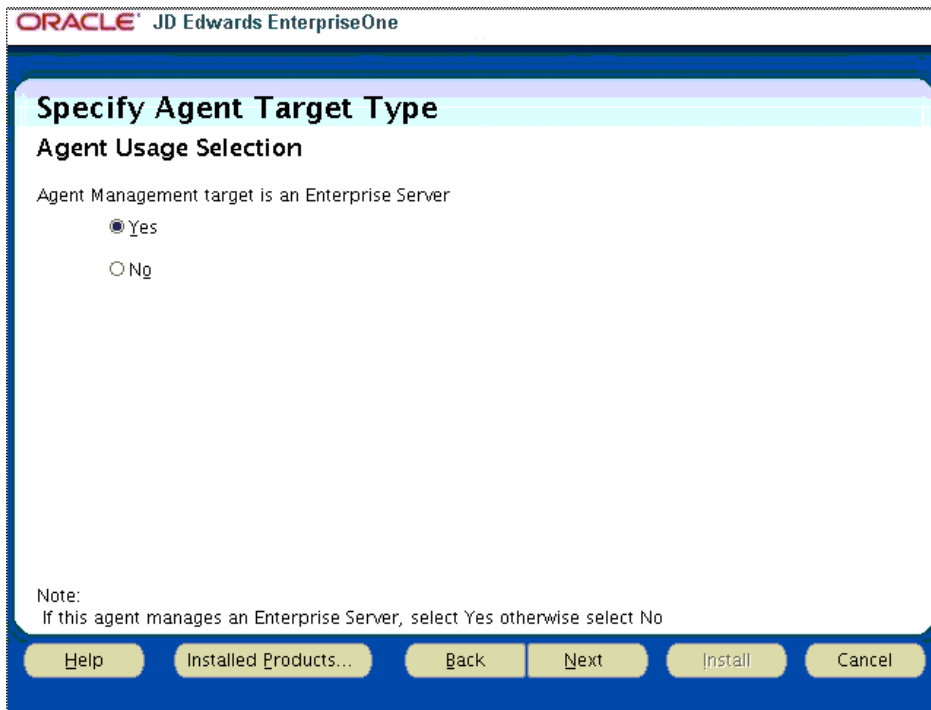 ORACLE' JD Edwards EnterpriseOne
Specify Agent Target Type
Agent Usage Selection
Agent Management target is an Enterprise Server
Yes
No
Note:
If this agent manages an Enterprise Server, select Yes otherwise select No
Help Installed Products... Back Next Install Cancel